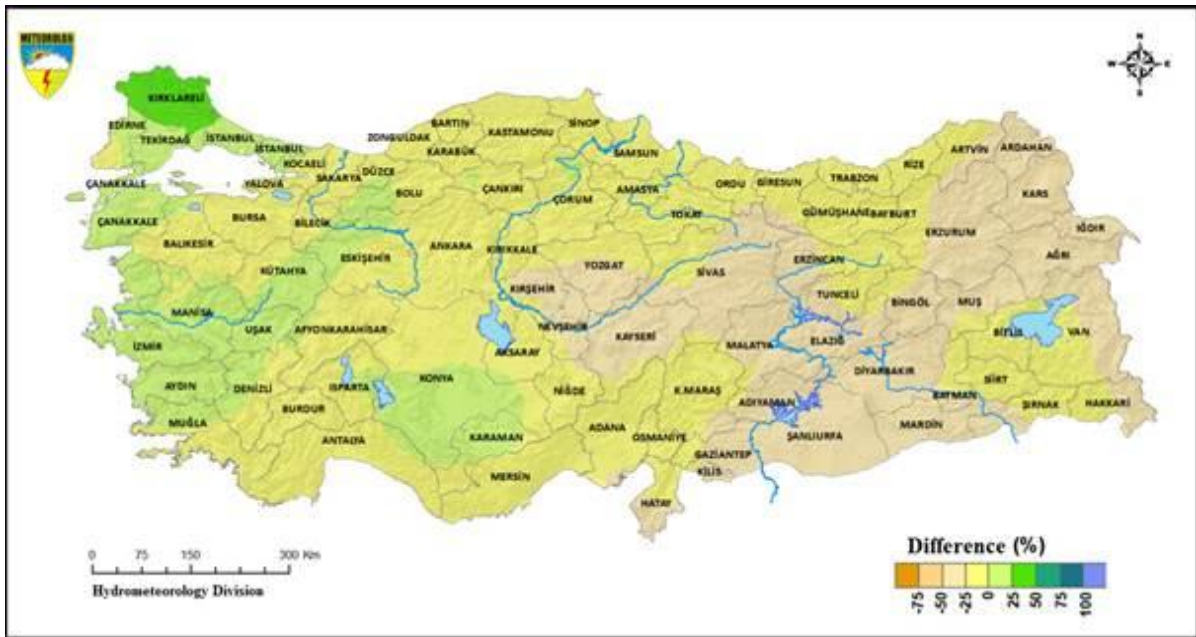 METEOROLOJİ
N
W E
S
KIRKLARELİ
EDİRNE
TEKİRDAĞ
İSTANBUL
İSTANBUL
KOCAELİ
ÇANAKKALE
YALOVA
SAKARYA
DÜZCE
ZONGULDAK
BARTIN
KARABÜK
KASTAMONU
SİNOP
SAMSUN
ÇANKIRI
BOLU
ÇORUM
AMASYA
ORDU
GİRESUN
TRABZON
RİZE
ARTVİN
ARDAHAN
KARS
ÇANAKKALE
BURSA
BİLECİK
TOKAT
GÜMÜŞHANE
BAYBURT
ERZURUM
IĞDIR
BALIKESİR
ESKİŞEHİR
ANKARA
KIRIKKALE
YOZGAT
SİVAS
ERZİNCAN
AĞRI
KÜTAHYA
KIRŞEHİR
TUNCELİ
BİNGÖL
MUŞ
MANİSA
UŞAK
AFYONKARAHİSAR
NEVŞEHİR
KAYSERİ
MALATYA
ELAZIĞ
BİTLİS
VAN
İZMİR
AKSARAY
DİYARBAKIR
AYDIN
DENİZLİ
ISPARTA
KONYA
NİĞDE
K.MARAŞ
ADIYAMAN
BATMAN
SİİRT
ŞIRNAK
HAKKARİ
MUĞLA
BURDUR
ANTALYA
KARAMAN
ADANA
OSMANİYE
ŞANLIURFA
MARDİN
MERSİN
GAZİANTEP
KİLİS
HATAY
0 75 150 300 Km
Hydrometeorology Division
Difference (%)
-75 -50 -25 0 25 50 75 100